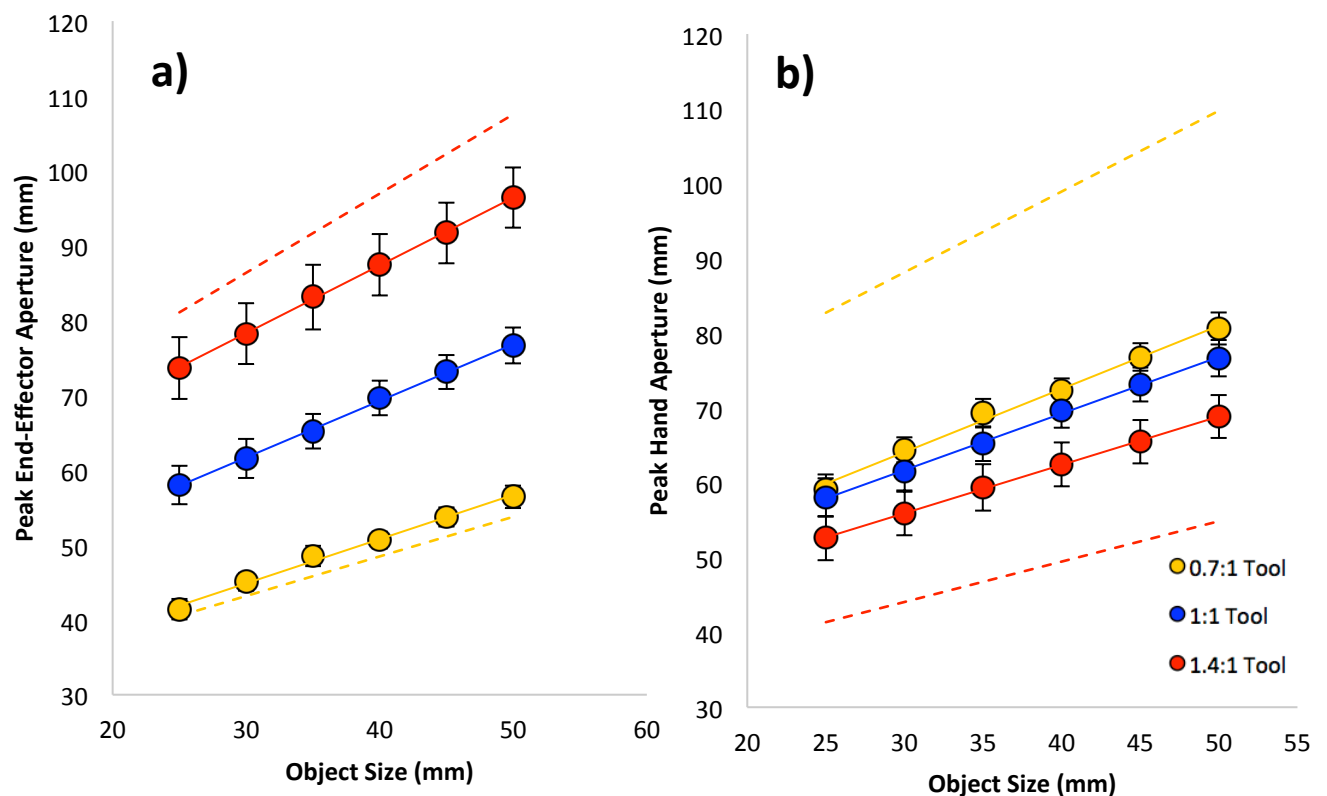 a)
Peak End-Effector Aperture (mm)
120
110
100
90
80
70
60
50
40
30
20 30 40 50 60
Object Size (mm)
b)
Peak Hand Aperture (mm)
120
110
100
90
80
70
60
50
40
30
20 25 30 35 40 45 50 55
Object Size (mm)
0.7:1 Tool
1:1 Tool
1.4:1 Tool